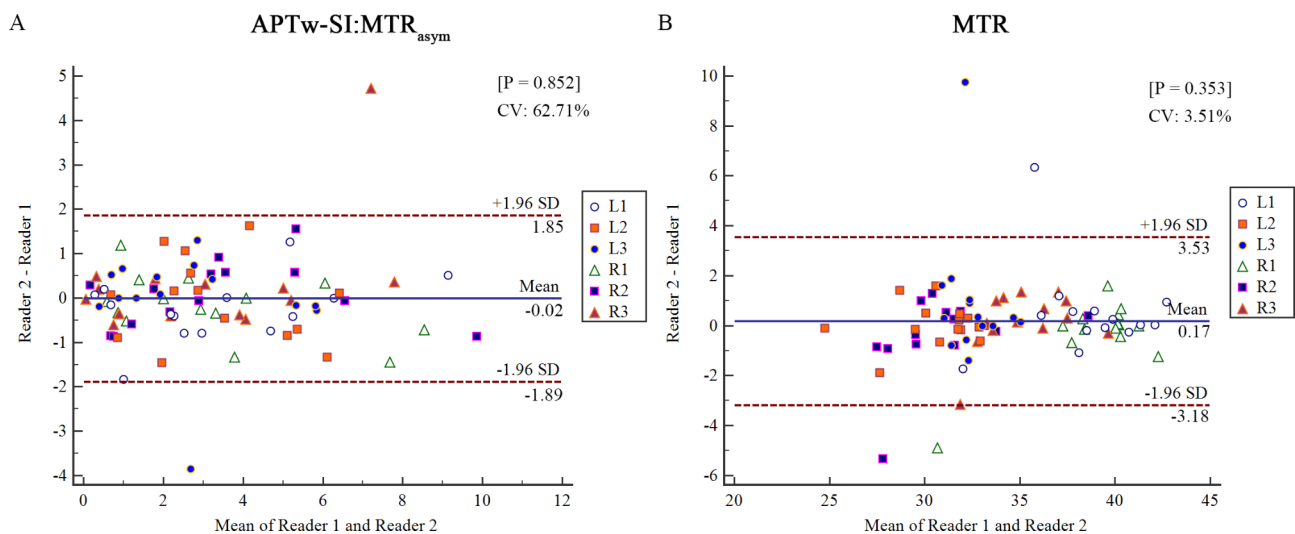 A
APTw-SI:MTRasym
[P = 0.852]
CV: 62.71%
Reader 2 - Reader 1
5
4
3
2
1
0
-1
-2
-3
-4
+1.96 SD
1.85
Mean
-0.02
-1.96 SD
-1.89
0
2
4
6
8
10
12
Mean of Reader 1 and Reader 2
L1
L2
L3
R1
R2
R3
B
MTR
[P = 0.353]
CV: 3.51%
Reader 2 - Reader 1
10
8
6
4
2
0
-2
-4
-6
+1.96 SD
3.53
Mean
0.17
-1.96 SD
-3.18
20
25
30
35
40
45
Mean of Reader 1 and Reader 2
L1
L2
L3
R1
R2
R3